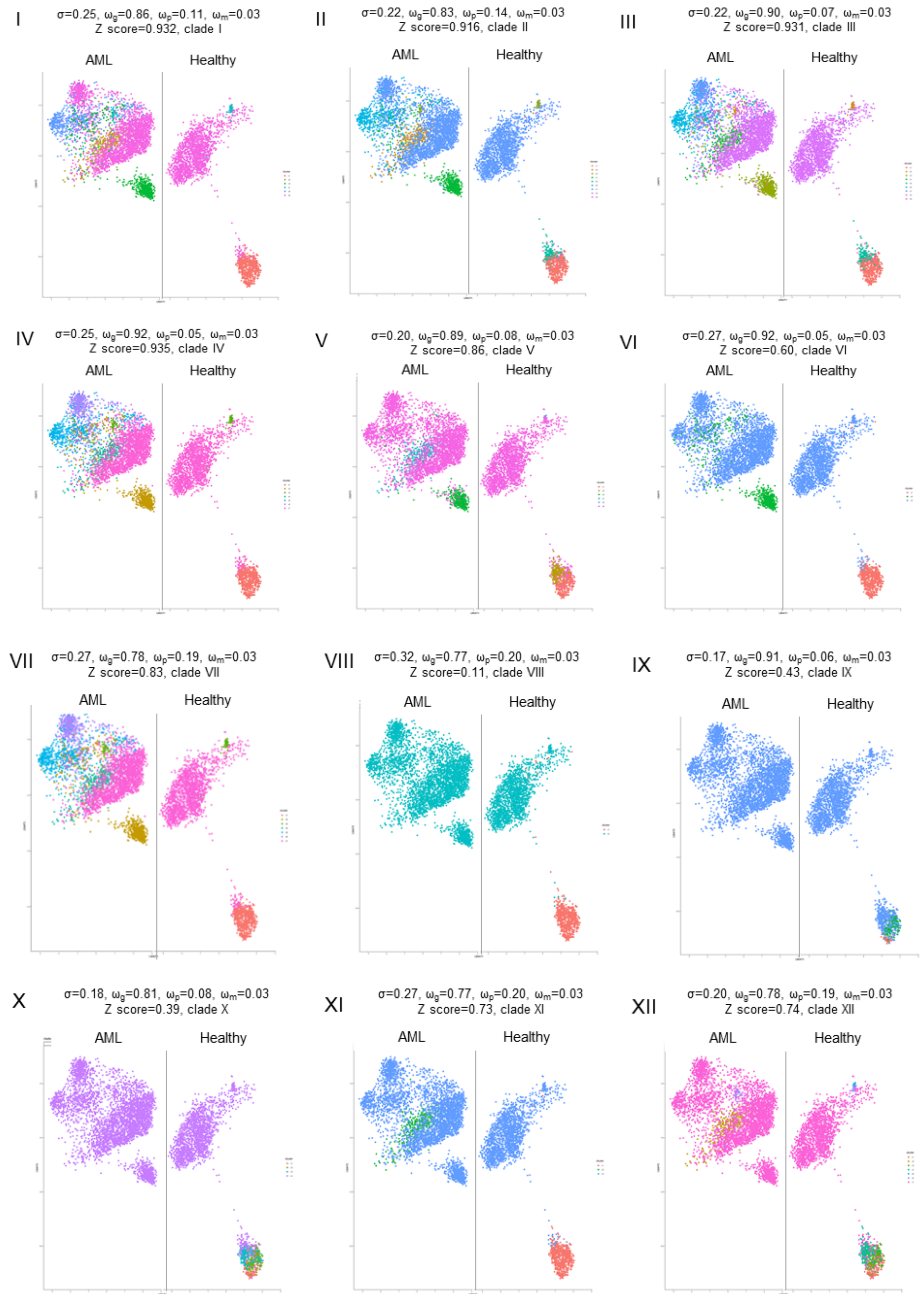 I
σ=0.25, ωg=0.86, ωp=0.11, ωm=0.03
Z score=0.932, clade I
AML Healthy
II
σ=0.22, ωg=0.83, ωp=0.14, ωm=0.03
Z score=0.916, clade II
AML Healthy
III
σ=0.22, ωg=0.90, ωp=0.07, ωm=0.03
Z score=0.931, clade III
AML Healthy
IV
σ=0.25, ωg=0.92, ωp=0.05, ωm=0.03
Z score=0.935, clade IV
AML Healthy
V
σ=0.20, ωg=0.89, ωp=0.08, ωm=0.03
Z score=0.86, clade V
AML Healthy
VI
σ=0.27, ωg=0.92, ωp=0.05, ωm=0.03
Z score=0.60, clade VI
AML Healthy
VII
σ=0.27, ωg=0.78, ωp=0.19, ωm=0.03
Z score=0.83, clade VII
AML Healthy
VIII
σ=0.32, ωg=0.77, ωp=0.20, ωm=0.03
Z score=0.11, clade VIII
AML Healthy
IX
σ=0.17, ωg=0.91, ωp=0.06, ωm=0.03
Z score=0.43, clade IX
AML Healthy
X
σ=0.18, ωg=0.81, ωp=0.08, ωm=0.03
Z score=0.39, clade X
AML Healthy
XI
σ=0.27, ωg=0.77, ωp=0.20, ωm=0.03
Z score=0.73, clade XI
AML Healthy
XII
σ=0.20, ωg=0.78, ωp=0.19, ωm=0.03
Z score=0.74, clade XII
AML Healthy